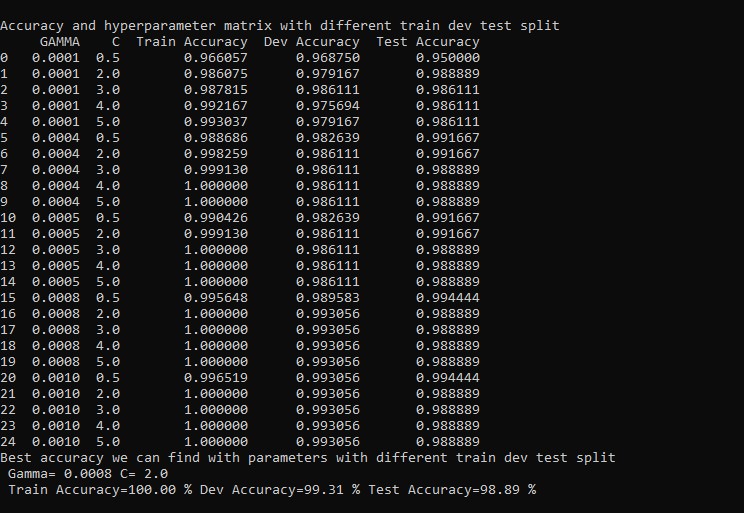 Accuracy and hyperparameter matrix with different train dev test split
GAMMA C Train Accuracy Dev Accuracy Test Accuracy
0 0.0001 0.5 0.966057 0.968750 0.950000
1 0.0001 2.0 0.986075 0.979167 0.988889
2 0.0001 3.0 0.987815 0.986111 0.986111
3 0.0001 4.0 0.992167 0.975694 0.986111
4 0.0001 5.0 0.993037 0.979167 0.986111
5 0.0004 0.5 0.988686 0.982639 0.991667
6 0.0004 2.0 0.998259 0.986111 0.991667
7 0.0004 3.0 0.999130 0.986111 0.988889
8 0.0004 4.0 1.000000 0.986111 0.988889
9 0.0004 5.0 1.000000 0.986111 0.988889
10 0.0005 0.5 0.990426 0.982639 0.991667
11 0.0005 2.0 0.999130 0.986111 0.991667
12 0.0005 3.0 1.000000 0.986111 0.988889
13 0.0005 4.0 1.000000 0.986111 0.988889
14 0.0005 5.0 1.000000 0.986111 0.988889
15 0.0008 0.5 0.995648 0.989583 0.994444
16 0.0008 2.0 1.000000 0.993056 0.988889
17 0.0008 3.0 1.000000 0.993056 0.988889
18 0.0008 4.0 1.000000 0.993056 0.988889
19 0.0008 5.0 1.000000 0.993056 0.988889
20 0.0010 0.5 0.996519 0.993056 0.994444
21 0.0010 2.0 1.000000 0.993056 0.988889
22 0.0010 3.0 1.000000 0.993056 0.988889
23 0.0010 4.0 1.000000 0.993056 0.988889
24 0.0010 5.0 1.000000 0.993056 0.988889
Best accuracy we can find with parameters with different train dev test split
Gamma= 0.0008 C= 2.0
Train Accuracy=100.00 % Dev Accuracy=99.31 % Test Accuracy=98.89 %